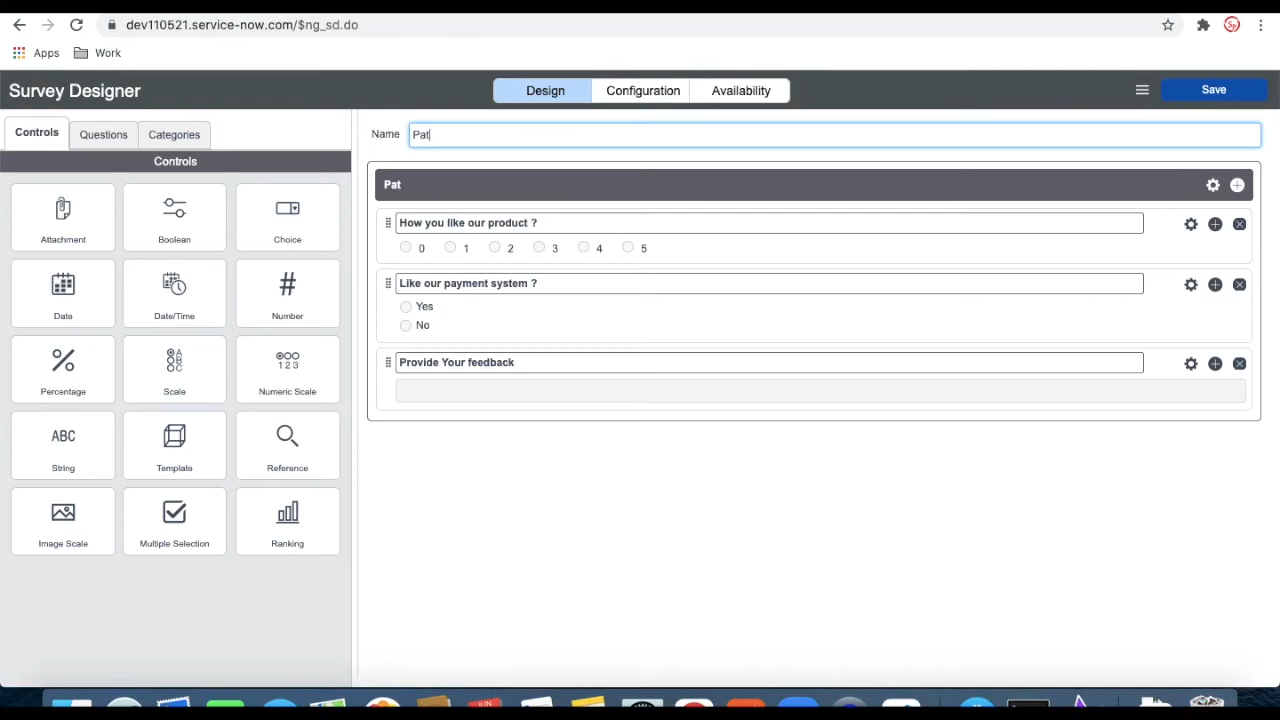 dev110521.service-now.com/$ng_sd.do
Sp
Apps Work
Survey Designer
Design Configuration Availability
Save
Controls Questions Categories
Controls
Attachment Boolean Choice
Date Date/Time Number
Percentage Scale Numeric Scale
ABC
String Template Reference
Image Scale Multiple Selection Ranking
Name Pat
Pat
How you like our product ?
0 1 2 3 4 5
Like our payment system ?
Yes
No
Provide Your feedback
JUN